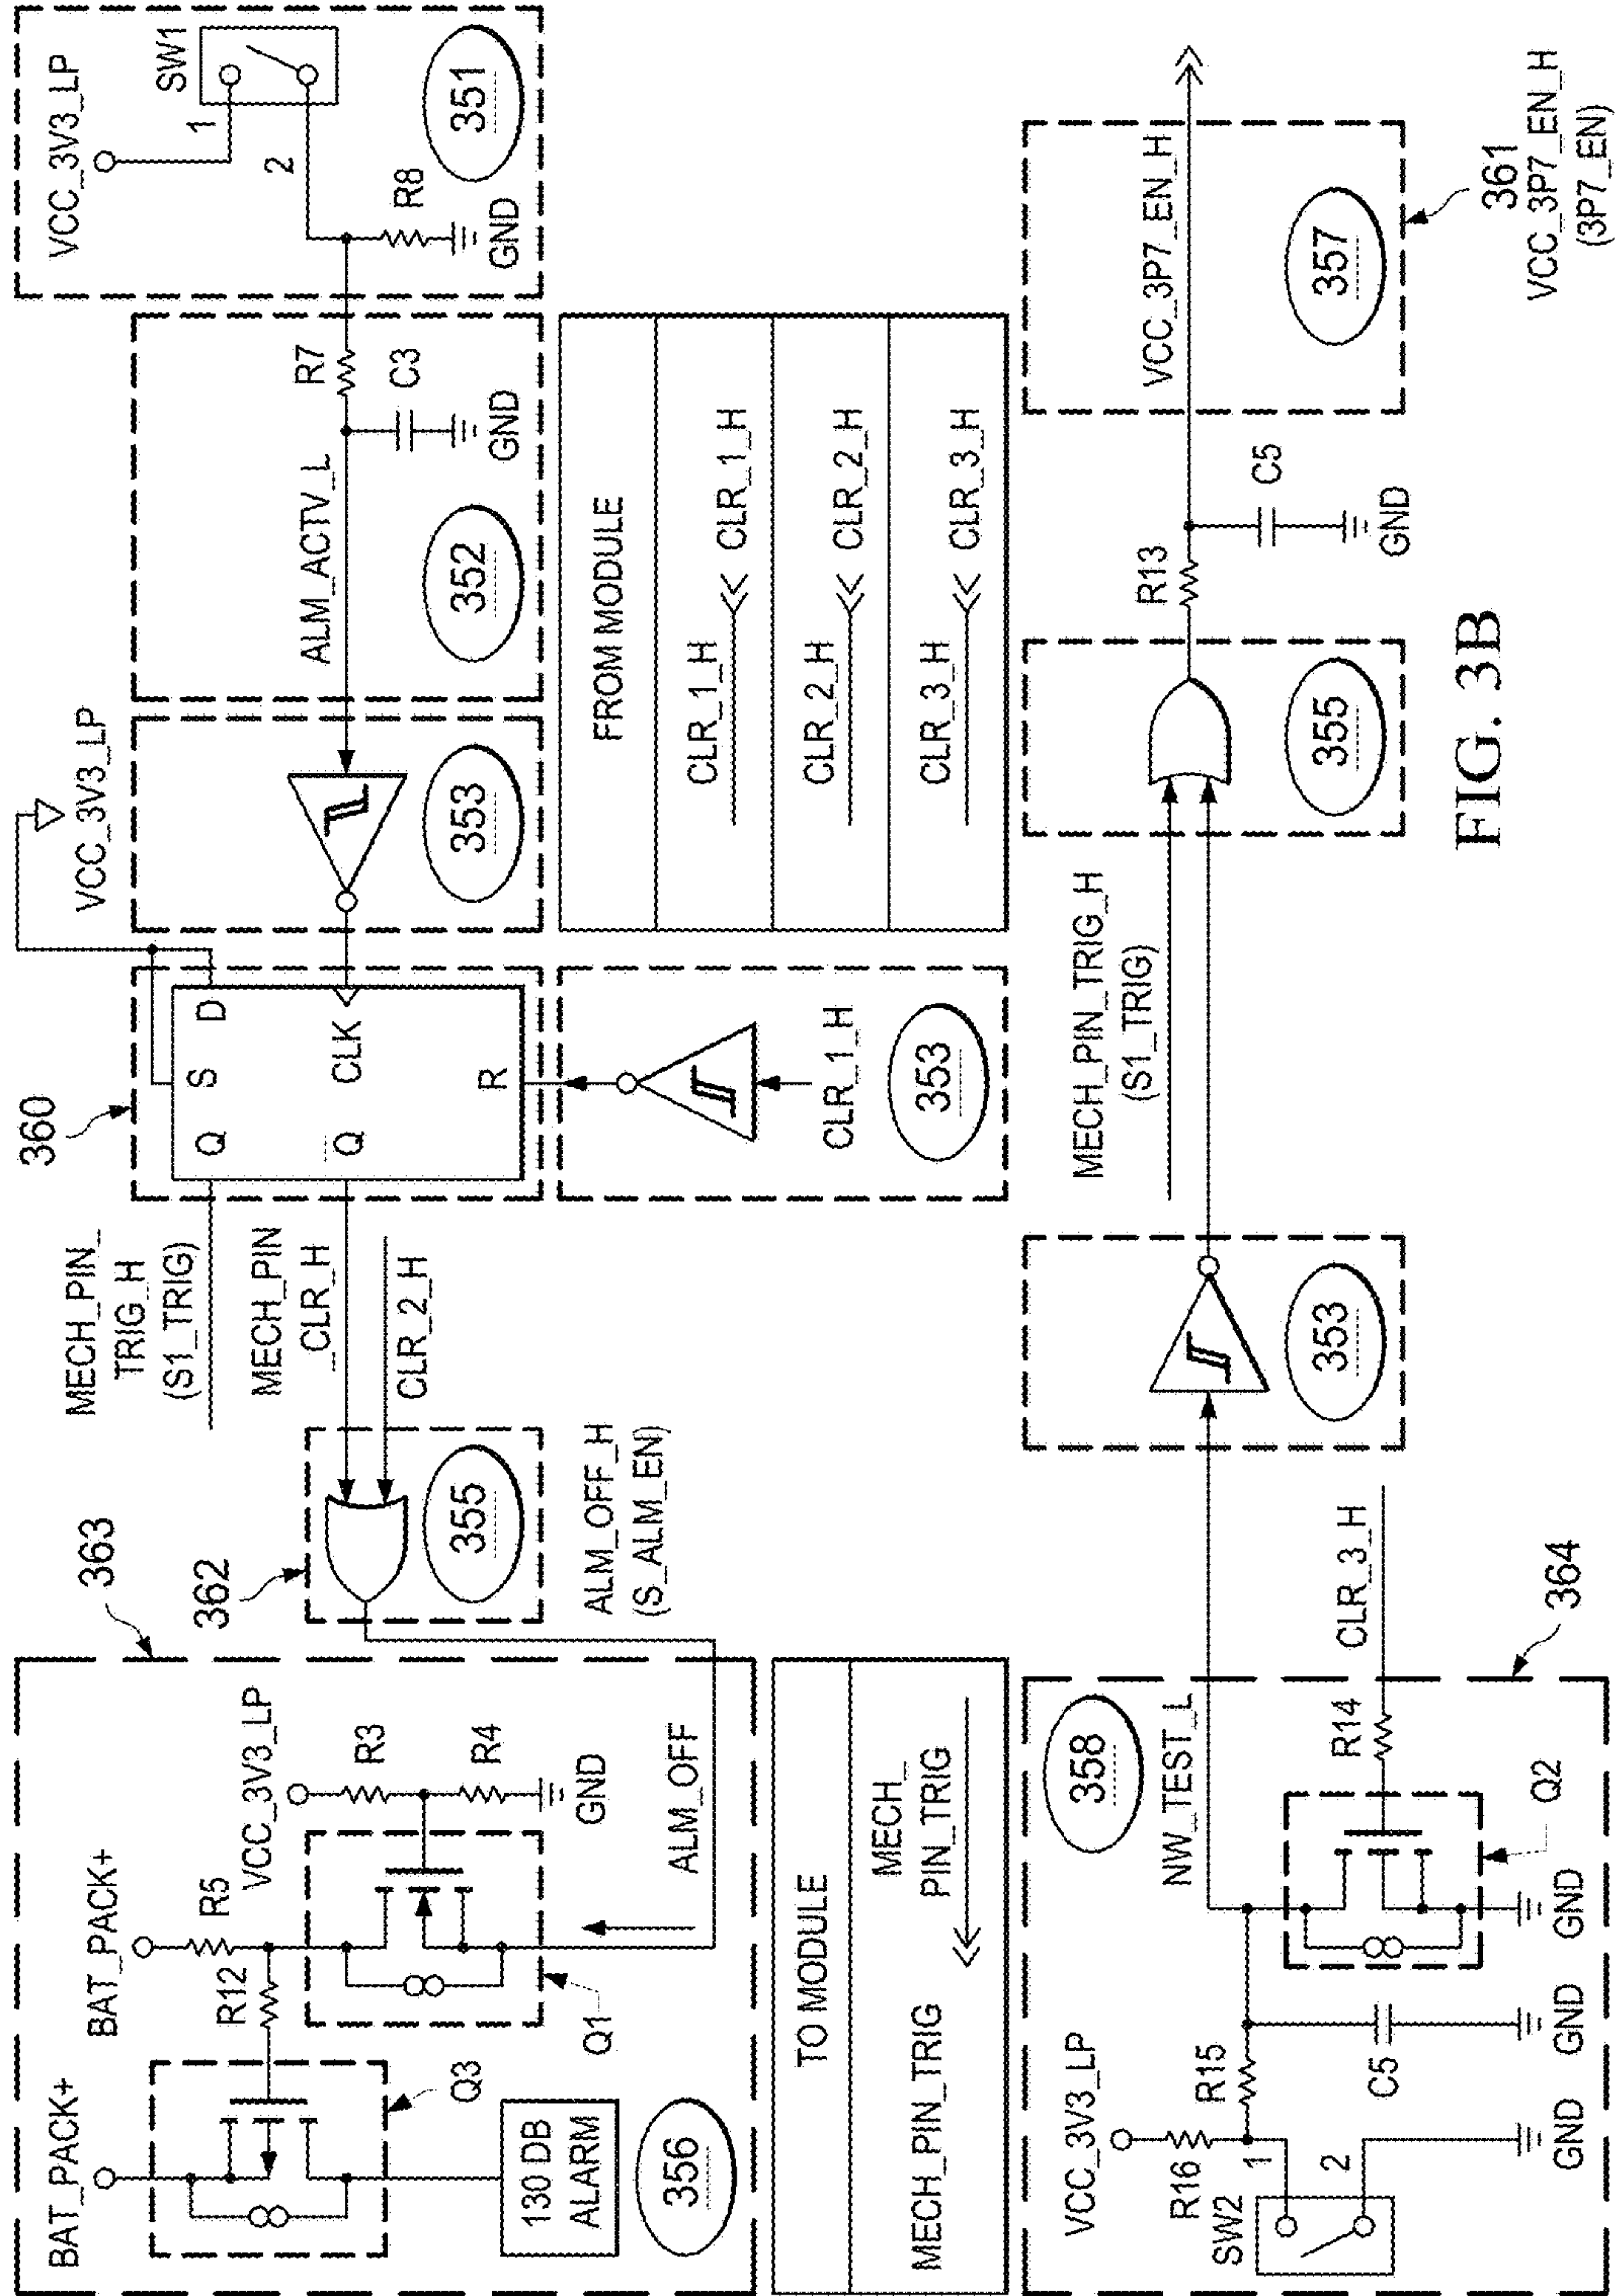 363
BAT_PACK+
BAT_PACK+
R5
VCC_3V3_LP
R12
R3
R4
GND
Q3
Q1
130 DB
ALARM
356
ALM_OFF
362
355
ALM_OFF_H
(S_ALM_EN)
MECH_PIN_
TRIG_H
(S1_TRIG)
MECH_PIN
_CLR_H
CLR_2_H
360
Q
S
D
Q
CLK
R
VCC_3V3_LP
353
CLR_1_H
353
ALM_ACTV_L
R7
C3
GND
352
VCC_3V3_LP
SW1
1
2
R8
GND
351
TO MODULE
MECH_PIN_TRIG
MECH_
PIN_TRIG
FROM MODULE
CLR_1_H
CLR_1_H
CLR_2_H
CLR_2_H
CLR_3_H
CLR_3_H
358
VCC_3V3_LP
NW_TEST_L
R16
R15
SW2
1
2
C5
GND
GND
GND
R14
Q2
CLR_3_H
364
353
MECH_PIN_TRIG_H
(S1_TRIG)
355
R13
C5
GND
VCC_3P7_EN_H
357
361
VCC_3P7_EN_H
(3P7_EN)
FIG. 3B